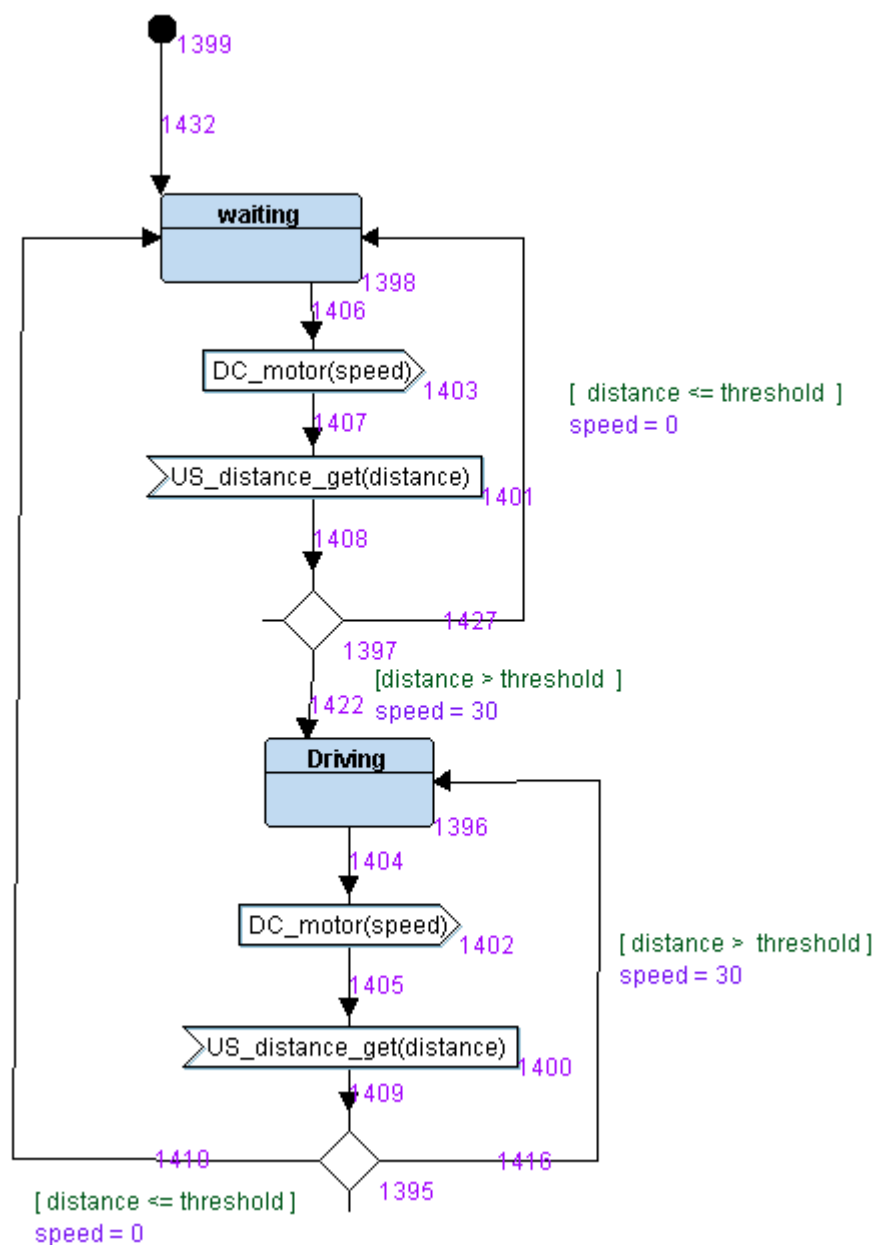 1399
1432
waiting
1398
1406
DC_motor(speed)
1403
[ distance <= threshold ]
speed = 0
1407
US_distance_get(distance)
1401
1408
1427
1397
[distance > threshold ]
1422
speed = 30
Driving
1396
1404
DC_motor(speed)
1402
[ distance > threshold ]
speed = 30
1405
US_distance_get(distance)
1400
1409
1410
1416
1395
[ distance <= threshold ]
speed = 0